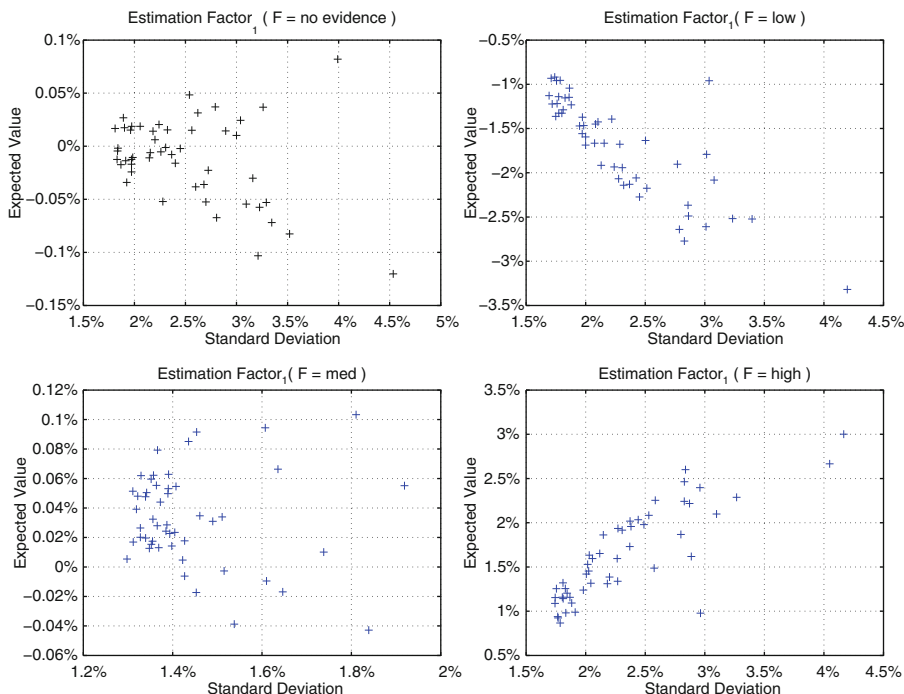 Estimation Factor1 ( F = no evidence )
0.1%
0.05%
0%
−0.05%
−0.1%
−0.15%
Expected Value
1.5% 2% 2.5% 3% 3.5% 4% 4.5% 5%
Standard Deviation
Estimation Factor1( F = low )
−0.5%
−1%
−1.5%
−2%
−2.5%
−3%
−3.5%
Expected Value
1.5% 2% 2.5% 3% 3.5% 4% 4.5%
Standard Deviation
Estimation Factor1( F = med )
0.12%
0.1%
0.08%
0.06%
0.04%
0.02%
0%
−0.02%
−0.04%
−0.06%
Expected Value
1.2% 1.4% 1.6% 1.8% 2%
Standard Deviation
Estimation Factor1 ( F = high )
3.5%
3%
2.5%
2%
1.5%
1%
0.5%
Expected Value
1.5% 2% 2.5% 3% 3.5% 4% 4.5%
Standard Deviation